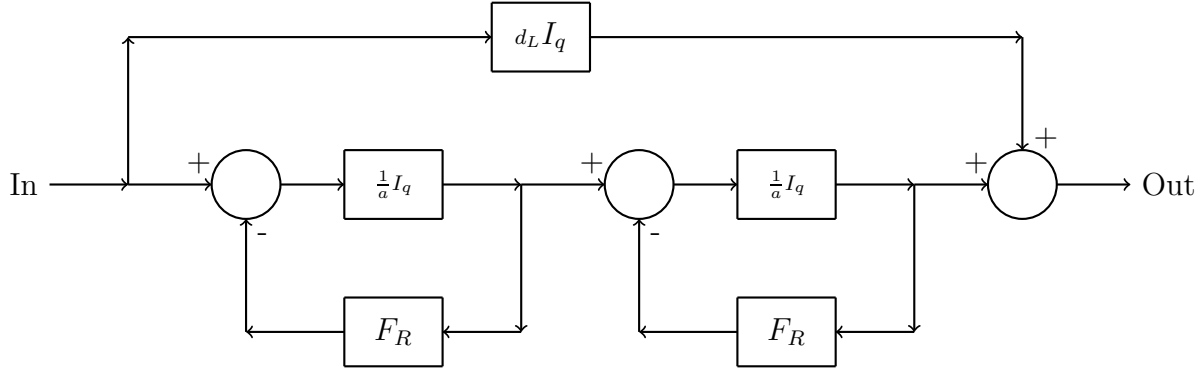 d_L I_q
+
In + 1/a I_q + 1/a I_q + Out
- -
F_R F_R